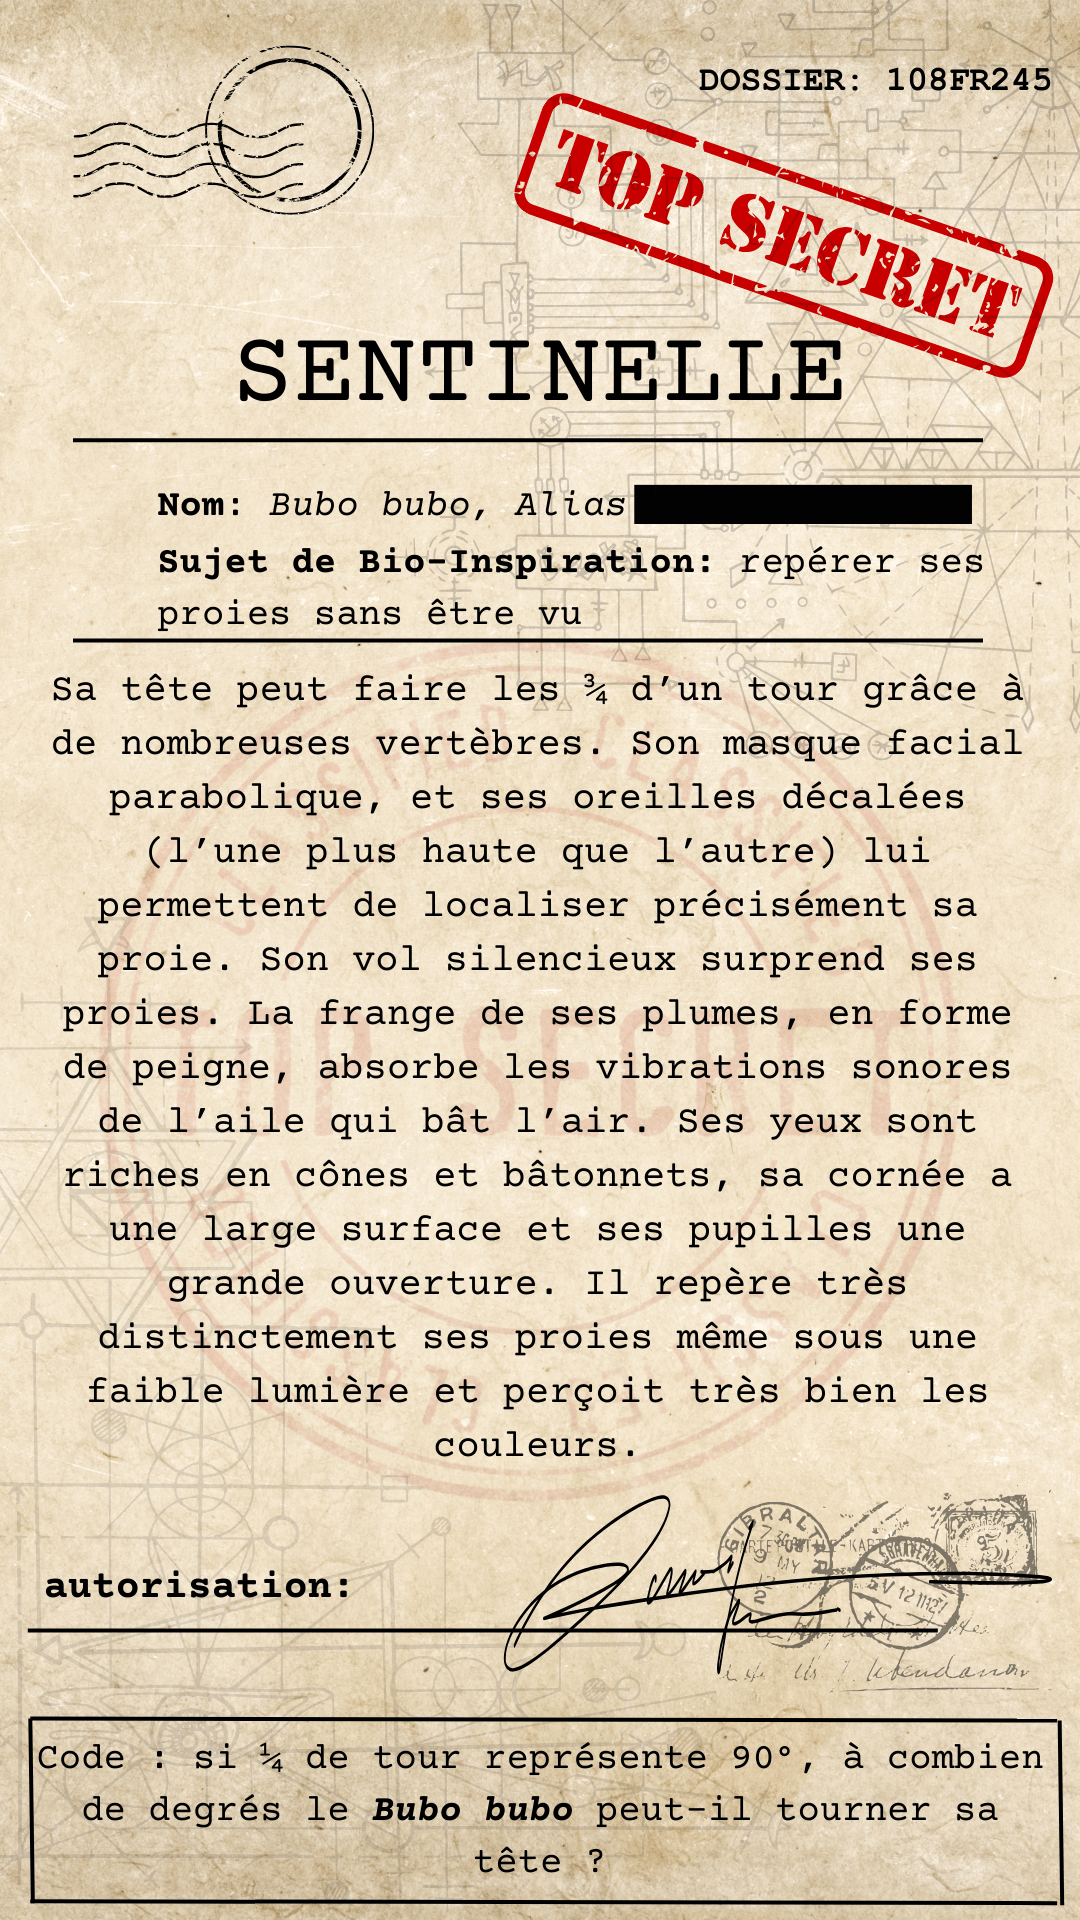 DOSSIER: 108FR245
TOP SECRET
SENTINELLE
Nom: Bubo bubo, Alias
Sujet de Bio-Inspiration: repérer ses
proies sans être vu
Sa tête peut faire les ¾ d’un tour grâce à
de nombreuses vertèbres. Son masque facial
parabolique, et ses oreilles décalées
(l’une plus haute que l’autre) lui
permettent de localiser précisément sa
proie. Son vol silencieux surprend ses
proies. La frange de ses plumes, en forme
de peigne, absorbe les vibrations sonores
de l’aile qui bât l’air. Ses yeux sont
riches en cônes et bâtonnets, sa cornée a
une large surface et ses pupilles une
grande ouverture. Il repère très
distinctement ses proies même sous une
faible lumière et perçoit très bien les
couleurs.
CLASSIFIED CLASSIFIED
TOP SECRET
GIBRALTAR
autorisation:
Code : si ¼ de tour représente 90°, à combien
de degrés le Bubo bubo peut-il tourner sa
tête ?